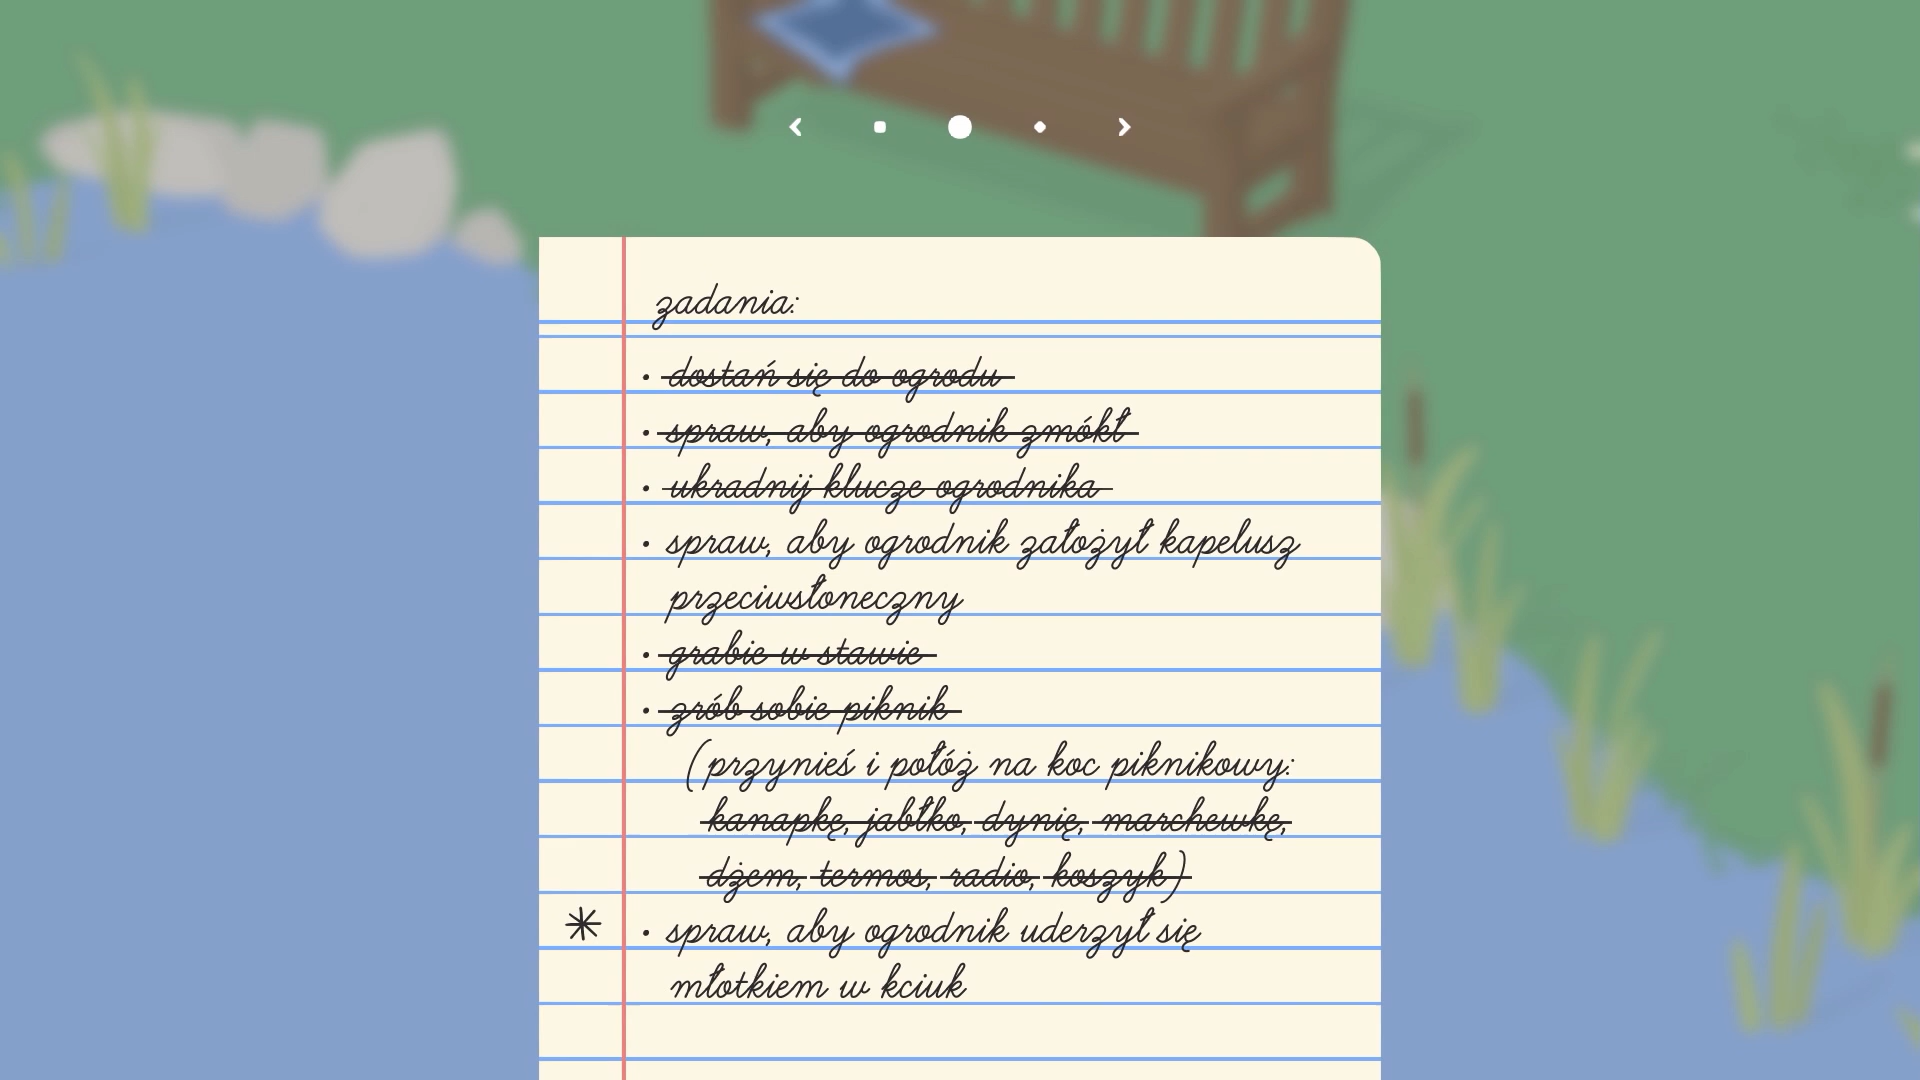 zadania:
• dostań się do ogrodu
• spraw, aby ogrodnik zmókł
• ukradnij klucze ogrodnika
• spraw, aby ogrodnik założył kapelusz
przeciwsłoneczny
• grabie w stawie
• zrób sobie piknik
(przynieś i połóż na koc piknikowy:
kanapkę, jabłko, dynię, marchewkę,
dżem, termos, radio, koszyk)
• spraw, aby ogrodnik uderzył się
młotkiem w kciuk